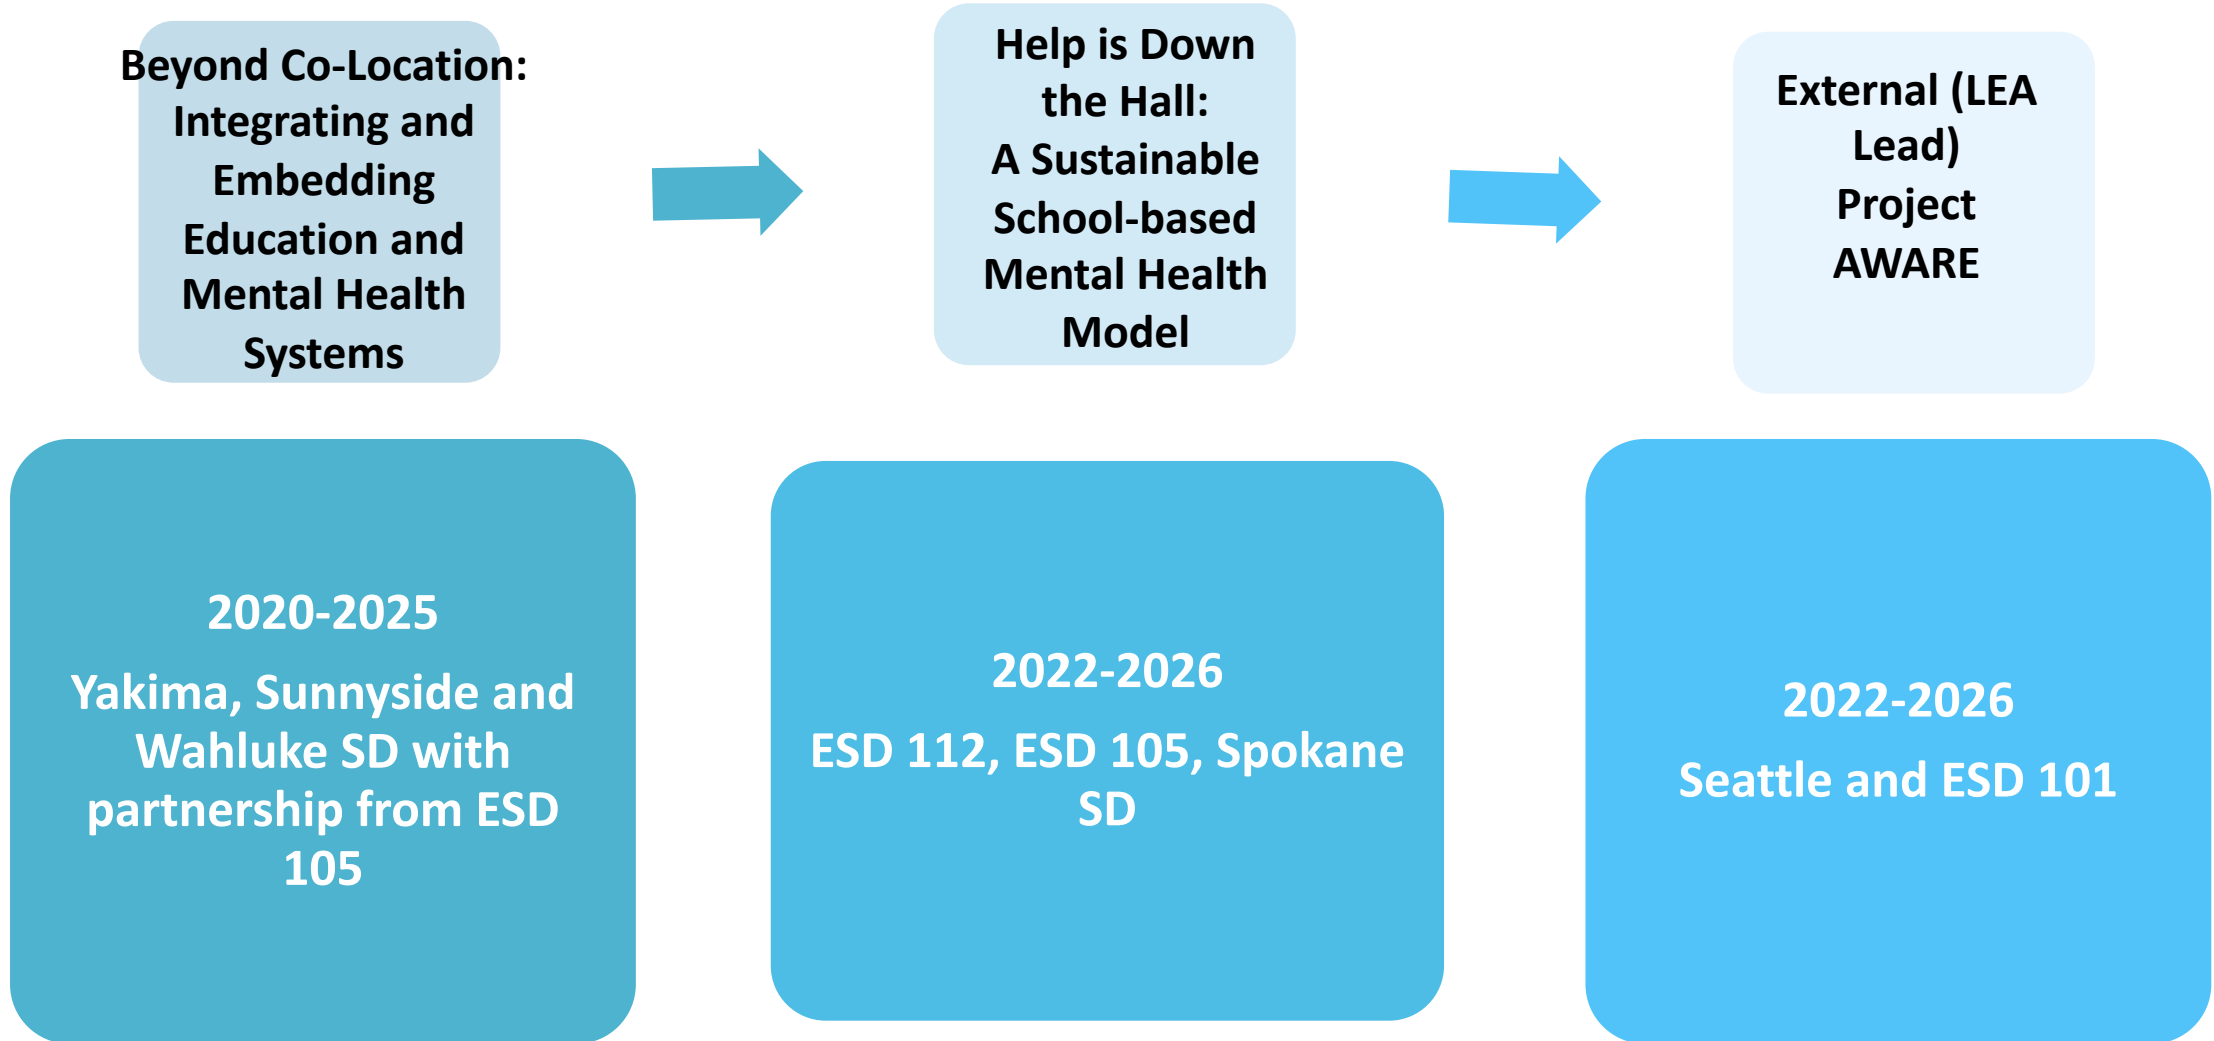 Beyond Co-Location:
Integrating and
Embedding
Education and
Mental Health
Systems
Help is Down
the Hall:
A Sustainable
School-based
Mental Health
Model
External (LEA
Lead)
Project
AWARE
2020-2025
Yakima, Sunnyside and
Wahluke SD with
partnership from ESD
105
2022-2026
ESD 112, ESD 105, Spokane
SD
2022-2026
Seattle and ESD 101